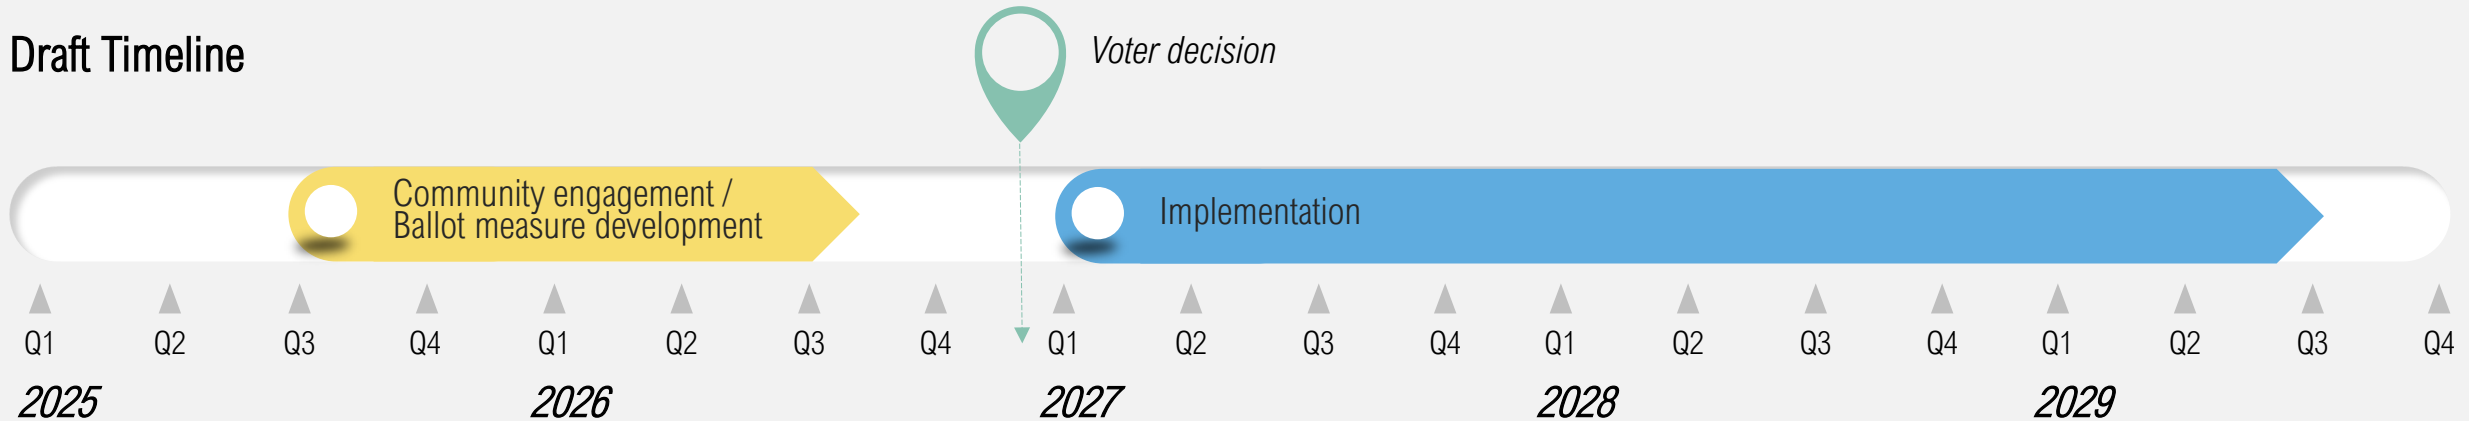 Draft Timeline
Voter decision
Community engagement /
Ballot measure development
Implementation
Q1 Q2 Q3 Q4 Q1 Q2 Q3 Q4 Q1 Q2 Q3 Q4 Q1 Q2 Q3 Q4 Q1 Q2 Q3 Q4
2025 2026 2027 2028 2029